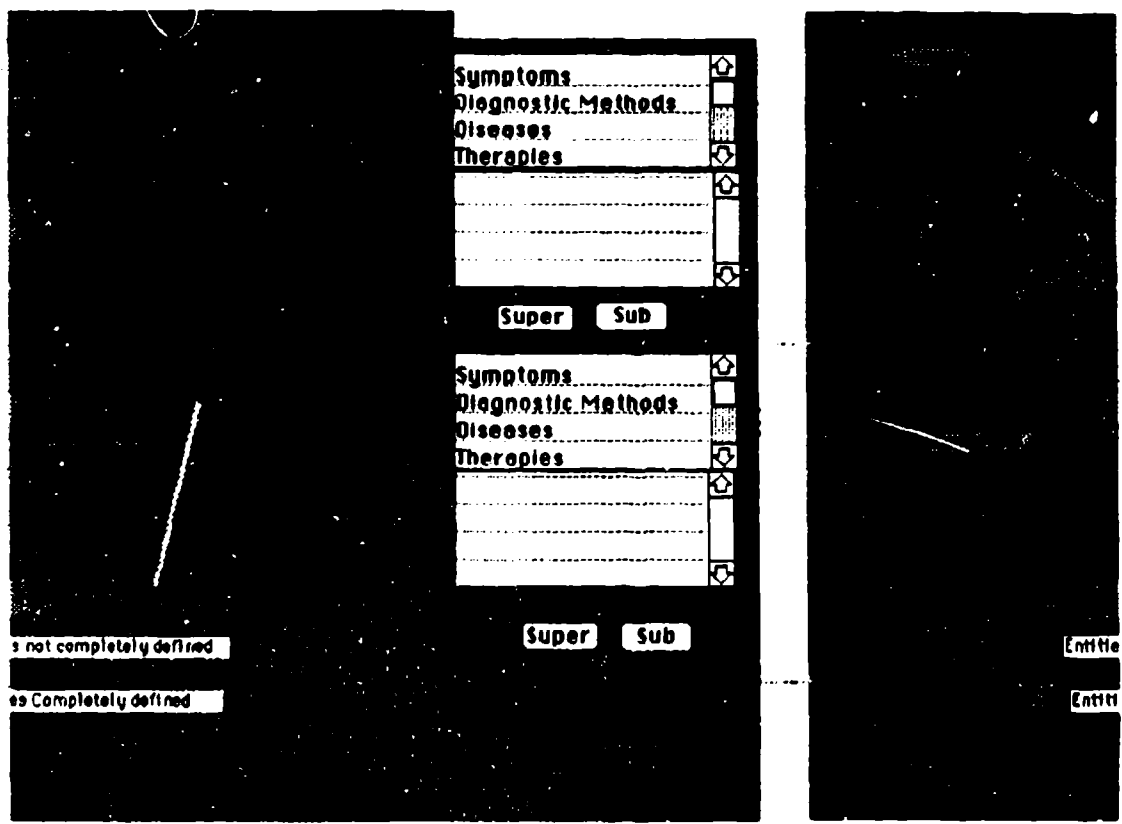 Symptoms
Diagnostic Methods
Diseases
Therapies
Super Sub
Symptoms
Diagnostic Methods
Diseases
Therapies
Super Sub
s not completely defined
es Completely defined
Entitie
Entiti